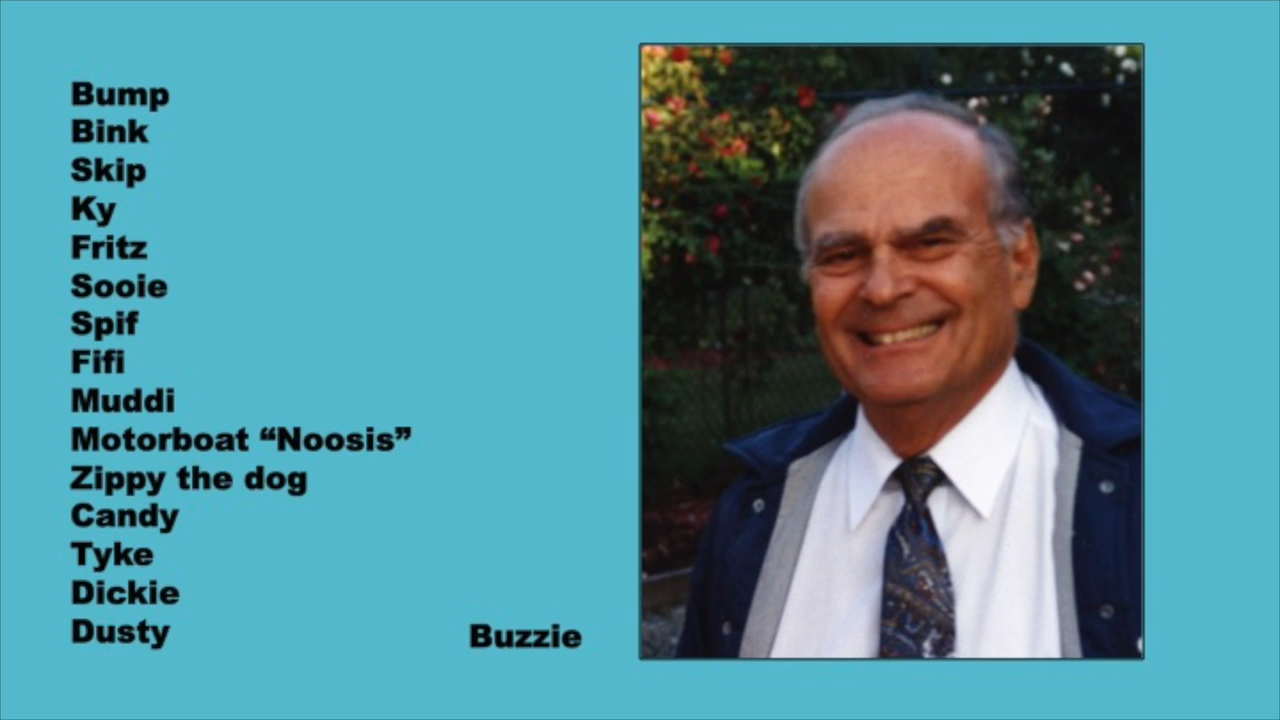 Bump
Bink
Skip
Ky
Fritz
Sooie
Spif
Fifi
Muddi
Motorboat “Noosis”
Zippy the dog
Candy
Tyke
Dickie
Dusty
Buzzie